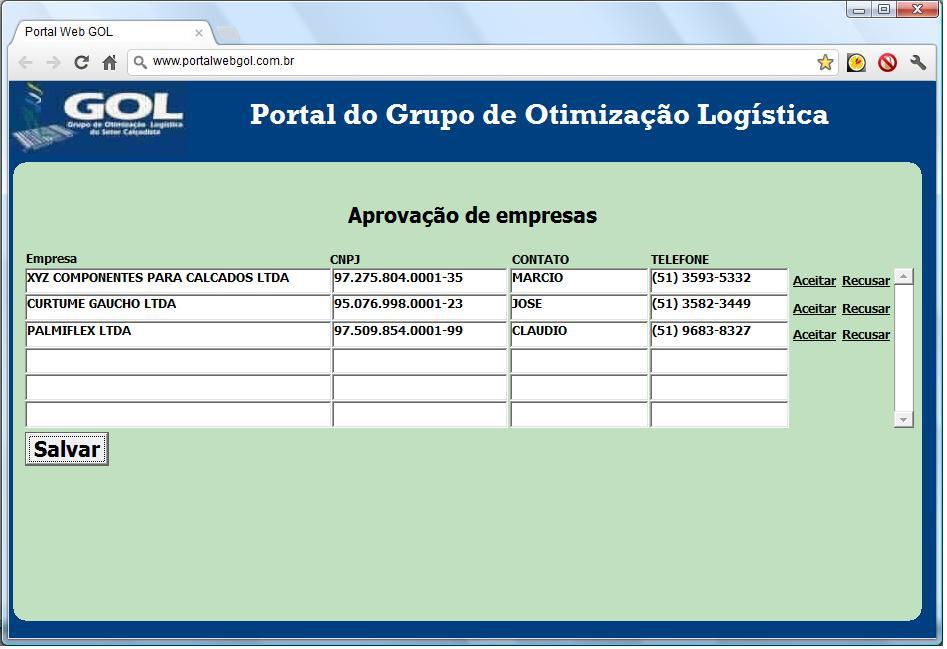 Portal Web GOL
www.portalwebgol.com.br
GOL
Grupo de Otimização Logística
do Setor Calçadista
Portal do Grupo de Otimização Logística
Aprovação de empresas
Empresa CNPJ CONTATO TELEFONE
XYZ COMPONENTES PARA CALCADOS LTDA 97.275.804.0001-35 MARCIO (51) 3593-5332 Aceitar Recusar
CURTUME GAUCHO LTDA 95.076.998.0001-23 JOSE (51) 3582-3449 Aceitar Recusar
PALMIFLEX LTDA 97.509.854.0001-99 CLAUDIO (51) 9683-8327 Aceitar Recusar
Salvar